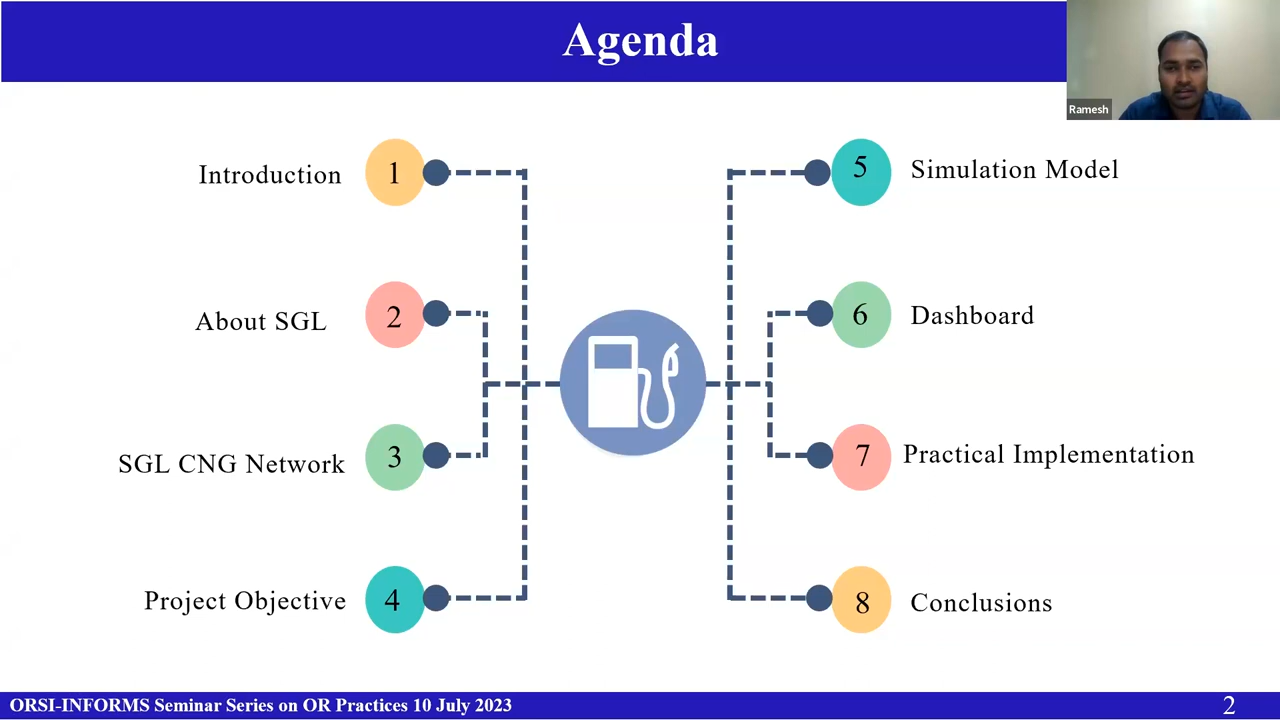 Agenda
Ramesh
Introduction
1
About SGL
2
SGL CNG Network
3
Project Objective
4
5
Simulation Model
6
Dashboard
7
Practical Implementation
8
Conclusions
ORSI-INFORMS Seminar Series on OR Practices 10 July 2023
2